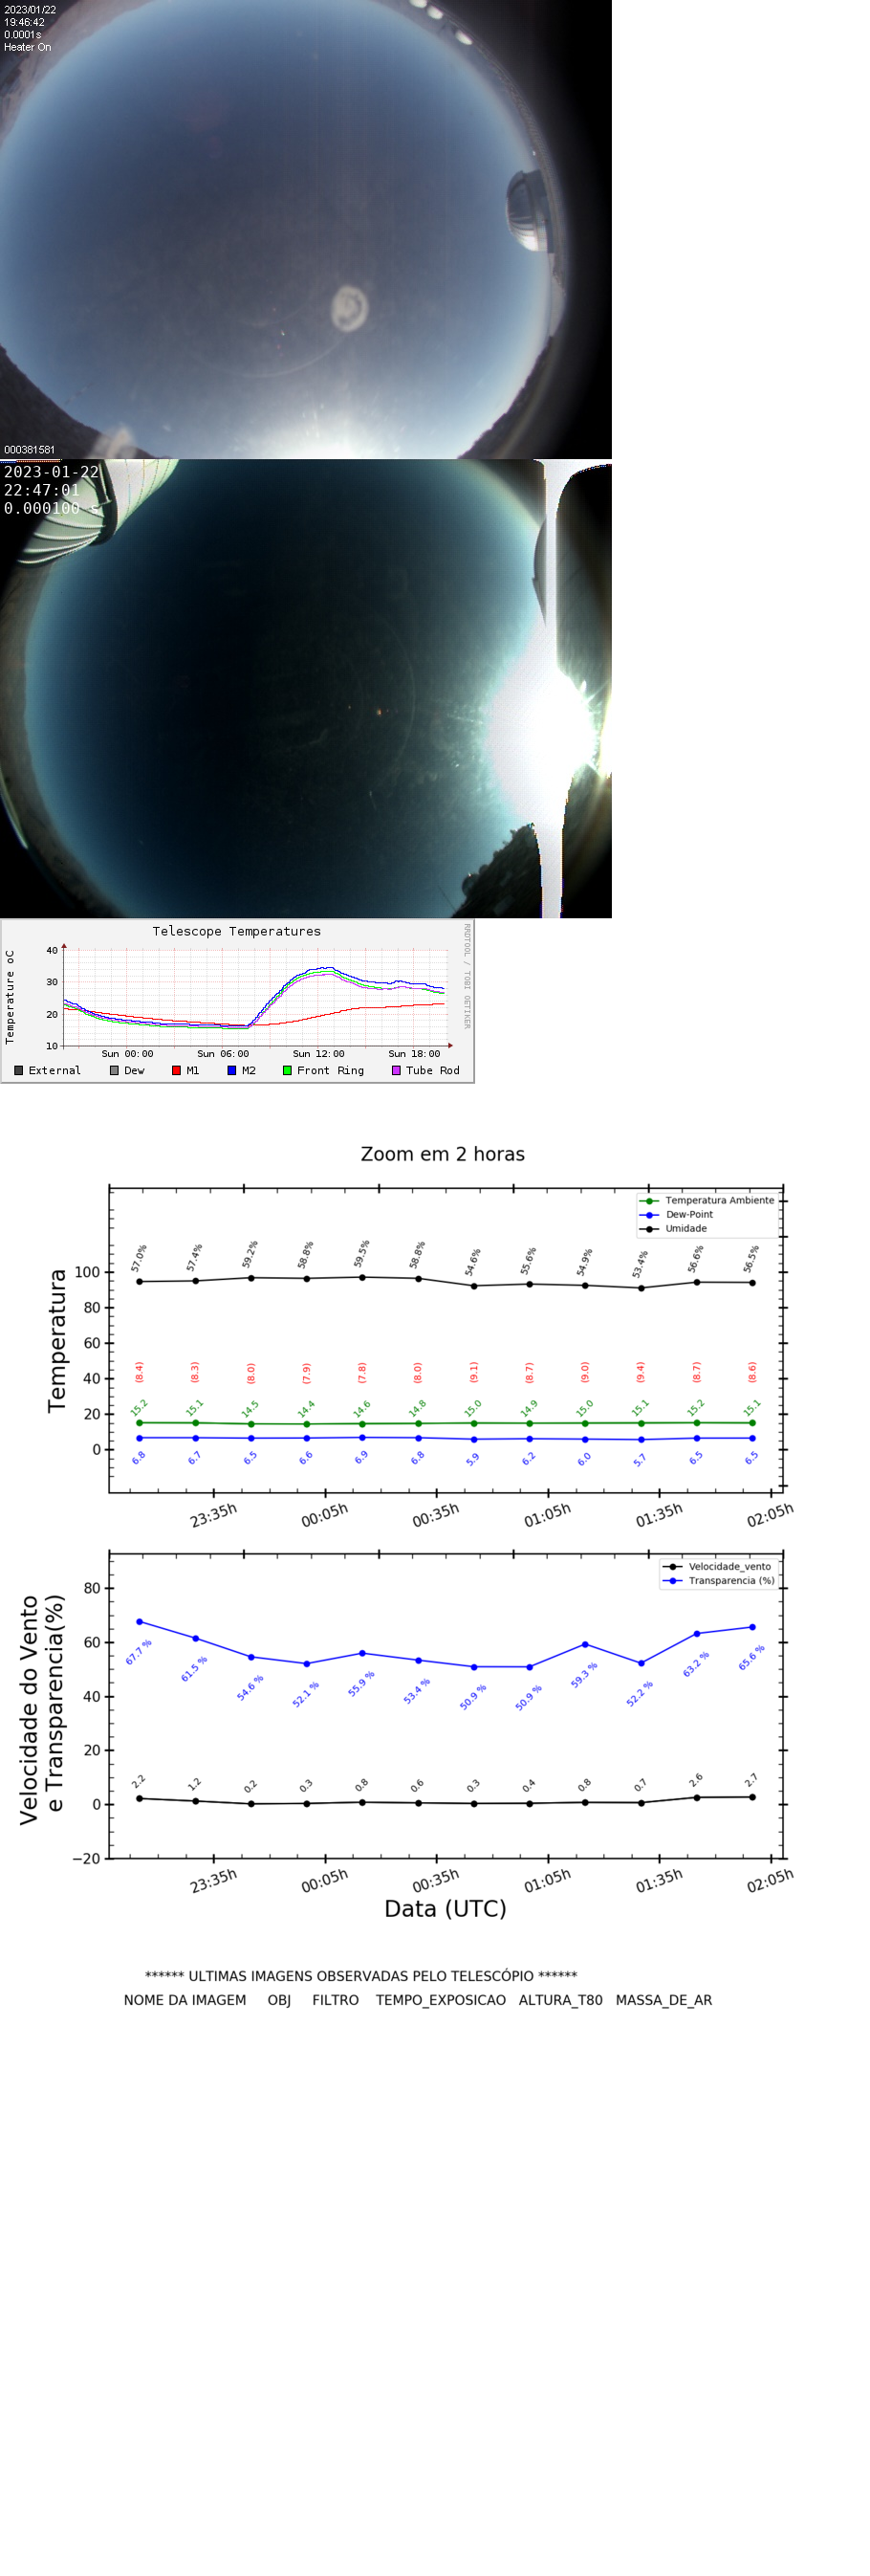 2023/01/22
19:46:42
0.0001s
Heater On
000381581
2023-01-22
22:47:01
0.000100 s
Telescope Temperatures
RRDTOOL / TOBI OETIKER
Temperature oC
40
30
20
10
Sun 00:00 Sun 06:00 Sun 12:00 Sun 18:00
External Dew M1 M2 Front Ring Tube Rod
Zoom em 2 horas
Temperatura Ambiente
Dew-Point
Umidade
Temperatura
100
80
60
40
20
0
57.0% 57.4% 59.2% 58.8% 59.5% 58.8% 54.6% 55.6% 54.9% 53.4% 56.6% 56.5%
(8.4) (8.3) (8.0) (7.9) (7.8) (8.0) (9.1) (8.7) (9.0) (9.4) (8.7) (8.6)
15.2 15.1 14.5 14.4 14.6 14.8 15.0 14.9 15.0 15.1 15.2 15.1
6.8 6.7 6.5 6.6 6.9 6.8 5.9 6.2 6.0 5.7 6.5 6.5
23:35h 00:05h 00:35h 01:05h 01:35h 02:05h
Velocidade_vento
Transparencia (%)
Velocidade do Vento
e Transparencia(%)
80
60
40
20
0
−20
67.7 % 61.5 % 54.6 % 52.1 % 55.9 % 53.4 % 50.9 % 50.9 % 59.3 % 52.2 % 63.2 % 65.6 %
2.2 1.2 0.2 0.3 0.8 0.6 0.3 0.4 0.8 0.7 2.6 2.7
23:35h 00:05h 00:35h 01:05h 01:35h 02:05h
Data (UTC)
****** ULTIMAS IMAGENS OBSERVADAS PELO TELESCÓPIO ******
NOME DA IMAGEM OBJ FILTRO TEMPO_EXPOSICAO ALTURA_T80 MASSA_DE_AR